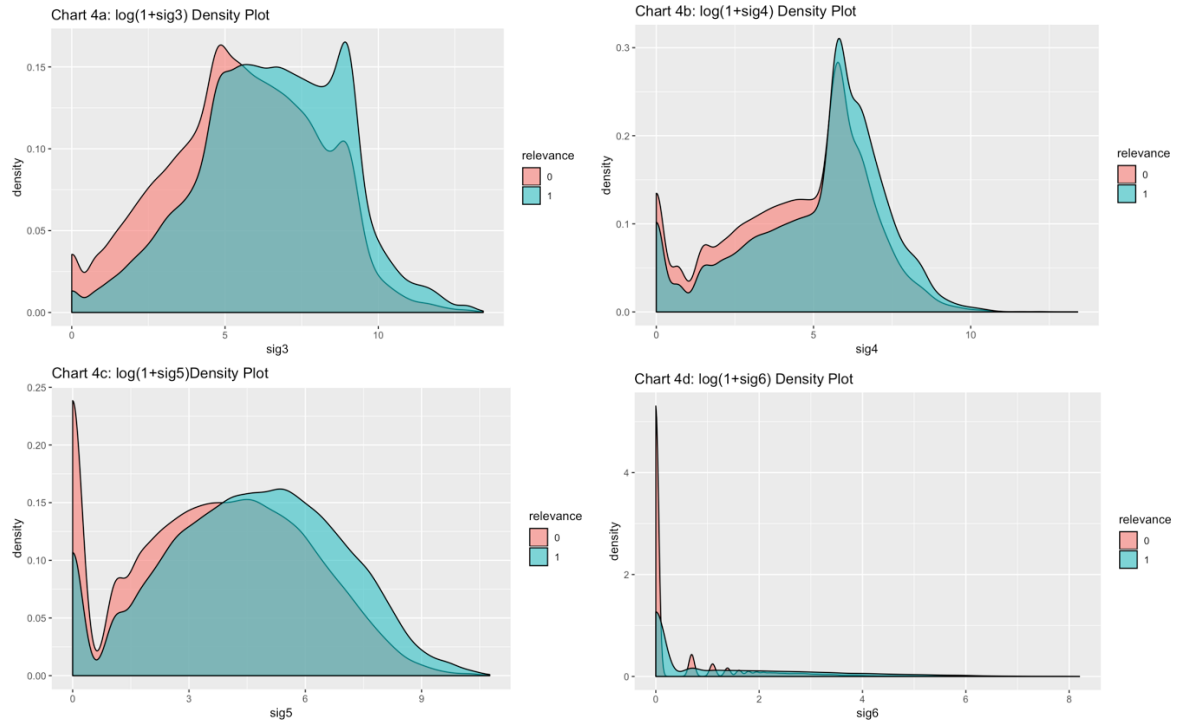 Chart 4a: log(1+sig3) Density Plot
0.15
0.10
0.05
0.00
density
0
5
10
sig3
relevance
0
1
Chart 4b: log(1+sig4) Density Plot
0.3
0.2
0.1
0.0
density
0
5
10
sig4
relevance
0
1
Chart 4c: log(1+sig5)Density Plot
0.25
0.20
0.15
0.10
0.05
0.00
density
0
3
6
9
sig5
relevance
0
1
Chart 4d: log(1+sig6) Density Plot
4
2
0
density
0
2
4
6
8
sig6
relevance
0
1